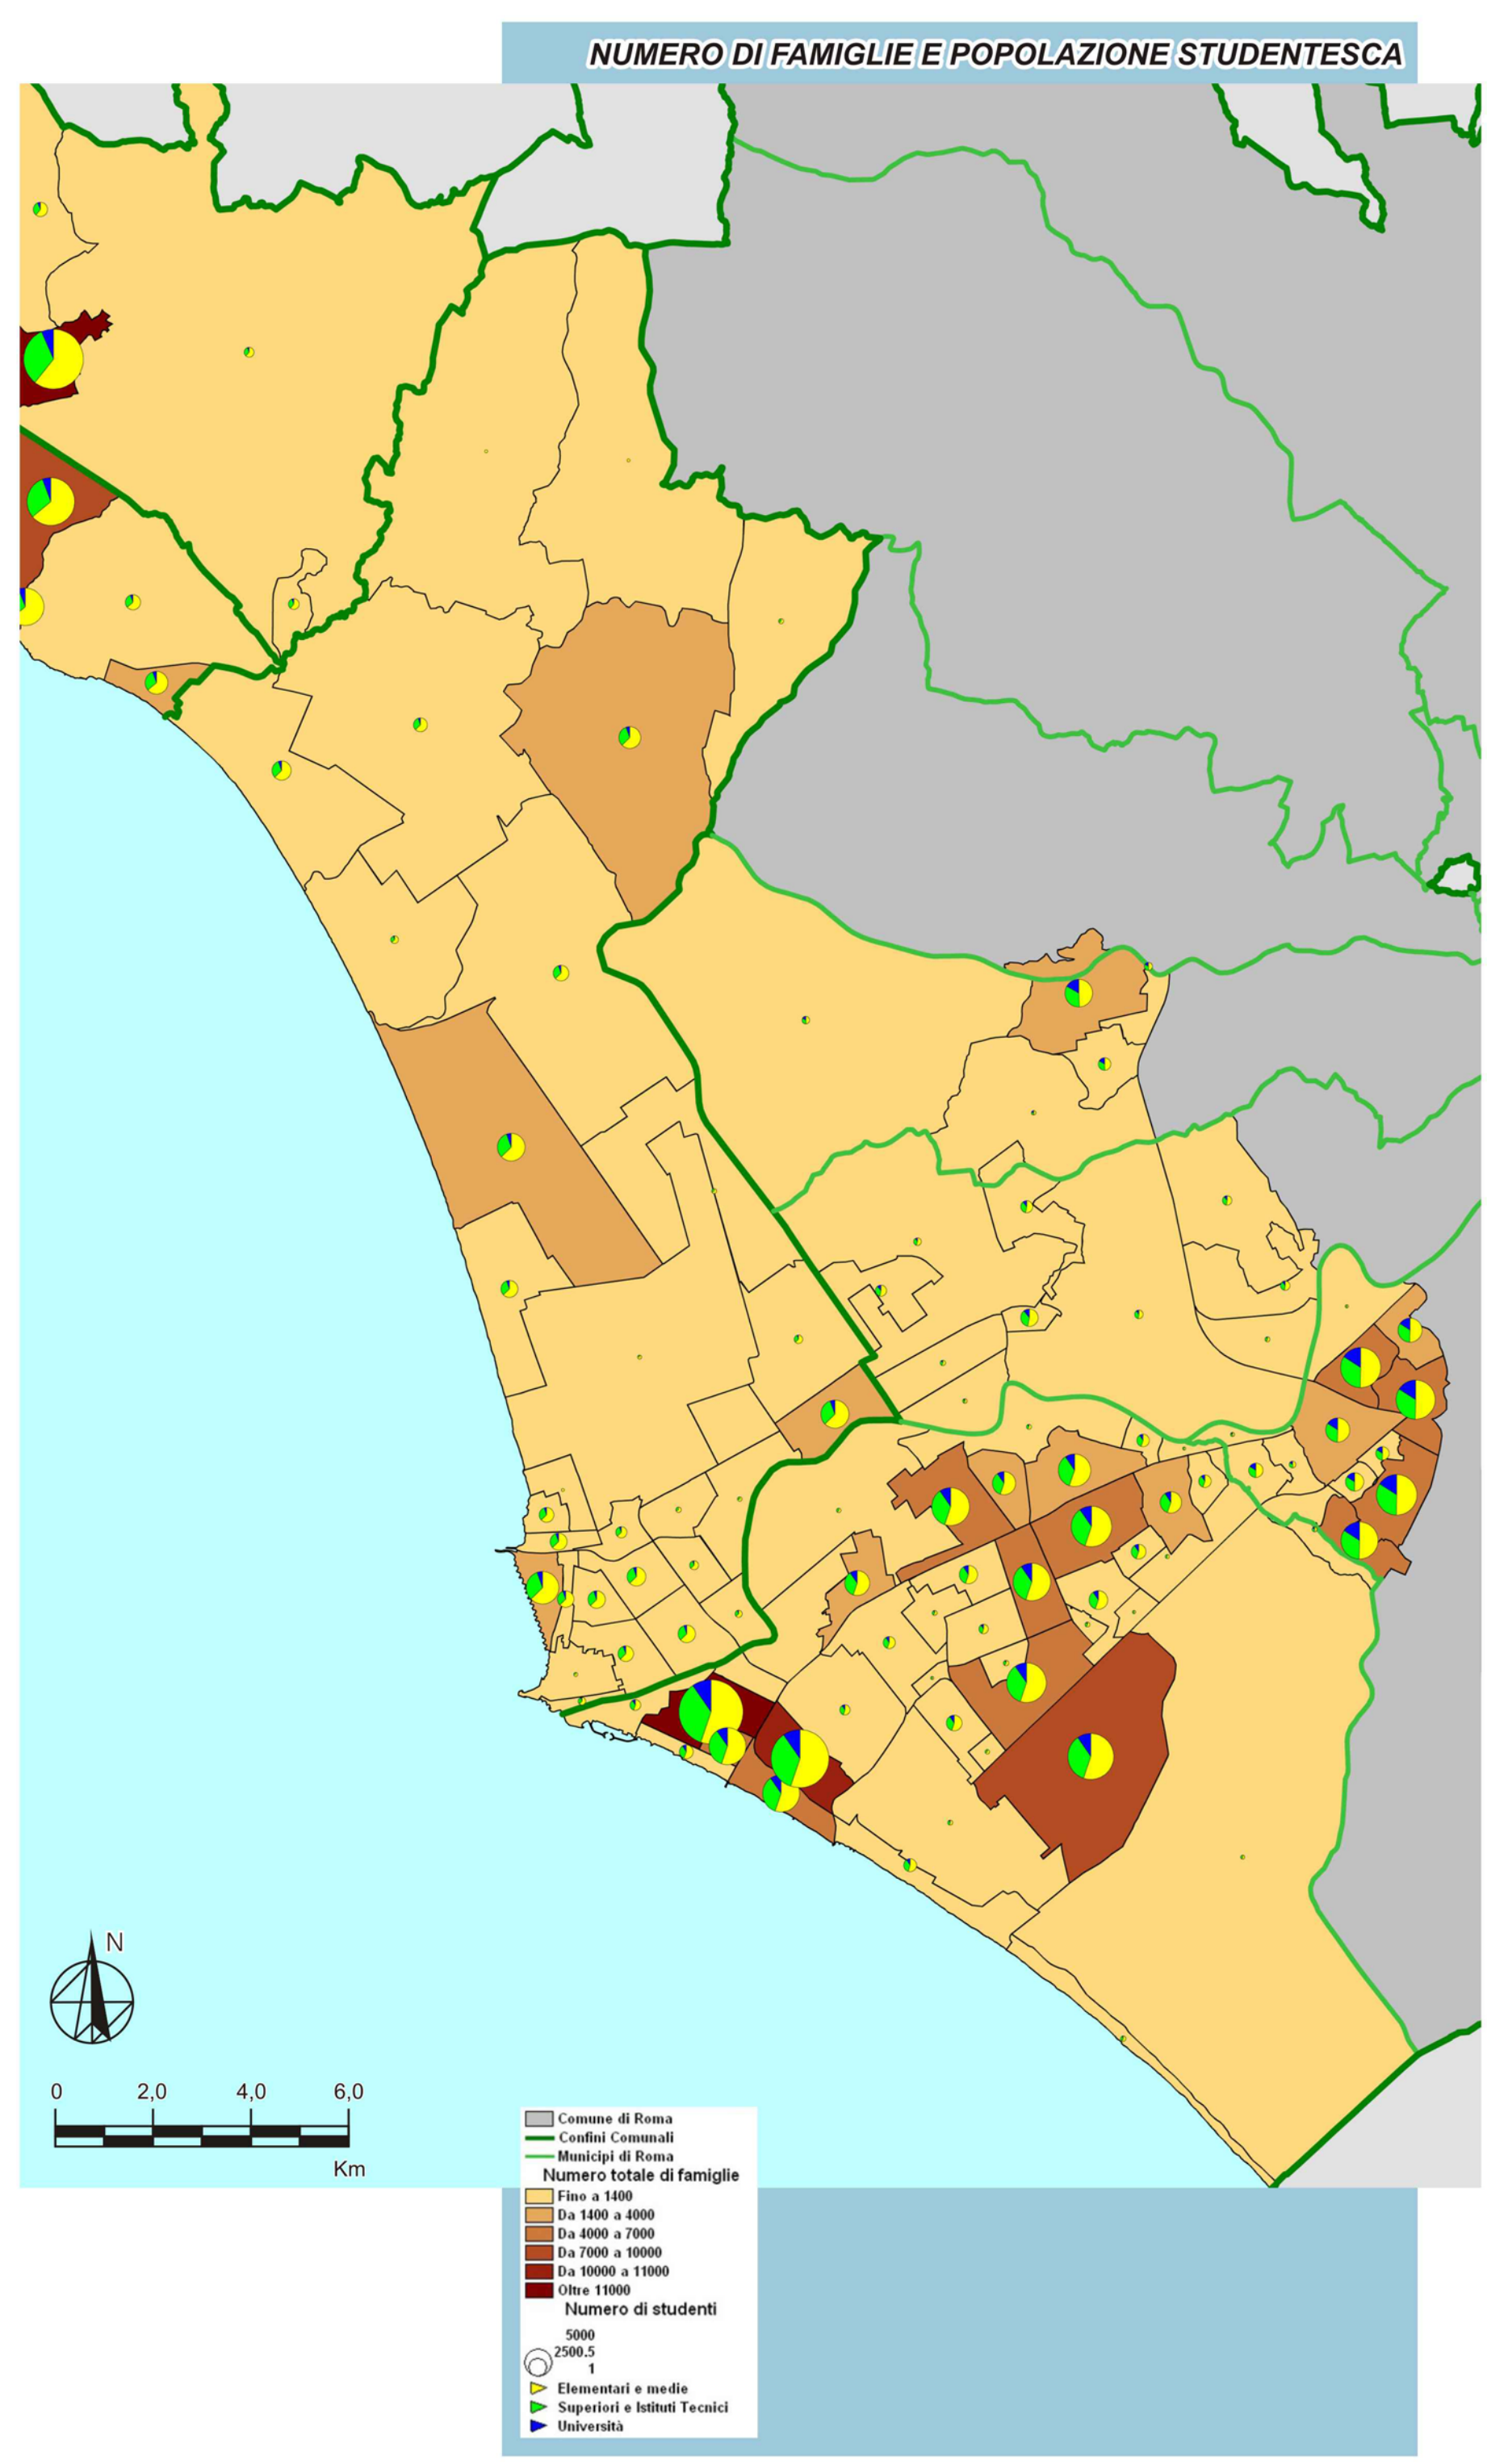 NUMERO DI FAMIGLIE E POPOLAZIONE STUDENTESCA
N
0 2,0 4,0 6,0
Km
Comune di Roma
Confini Comunali
Municipi di Roma
Numero totale di famiglie
Fino a 1400
Da 1400 a 4000
Da 4000 a 7000
Da 7000 a 10000
Da 10000 a 11000
Oltre 11000
Numero di studenti
5000
2500.5
1
Elementari e medie
Superiori e Istituti Tecnici
Università